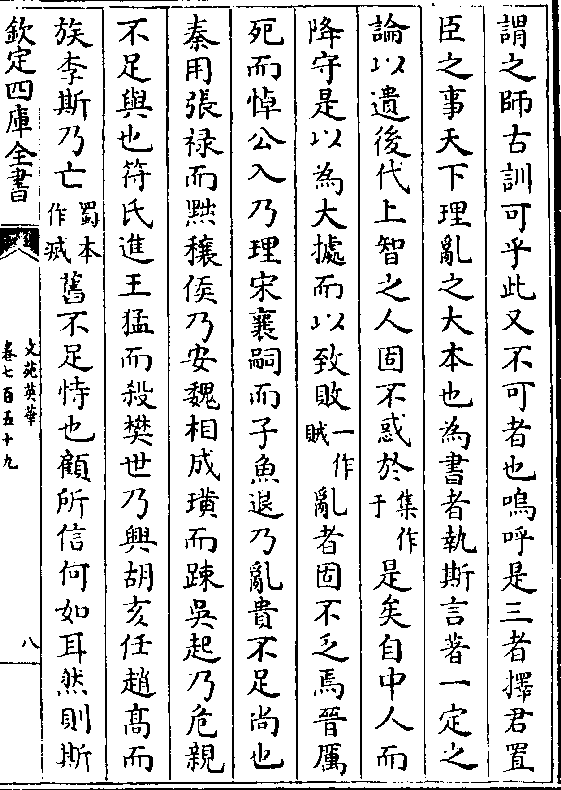 謂之師古訓可乎此又不可者也嗚呼是三者擇君置
臣之事天下理亂之大本也為書者執斯言著一定之
論以遺後代上智之人固不惑於集作于是矣自中人而
降守是以為大㨿而以致敗一作賊亂者固不乏焉晉厲
死而悼公入乃理宋襄嗣而子魚退乃亂貴不足尚也
秦用張祿而黜穰侯乃安魏相成璜而踈吳起乃危親
不足與也符氏進王猛而殺樊世乃興胡亥任趙髙而
族李斯乃亡蜀本作滅舊不足恃也顧所信何如耳然則斯
欽定四庫全書
文苑英華
卷七百五十九
八